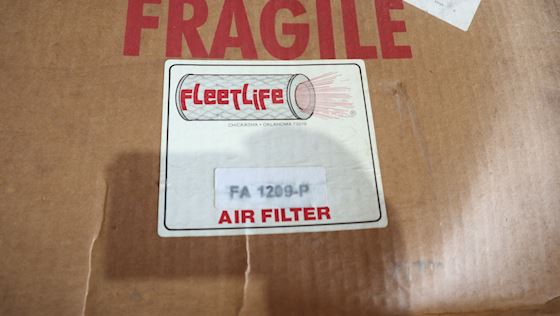 FRAGILE
FLEETLIFE
®
CHICKASHA • OKLAHOMA 73018
FA 1209-P
AIR FILTER